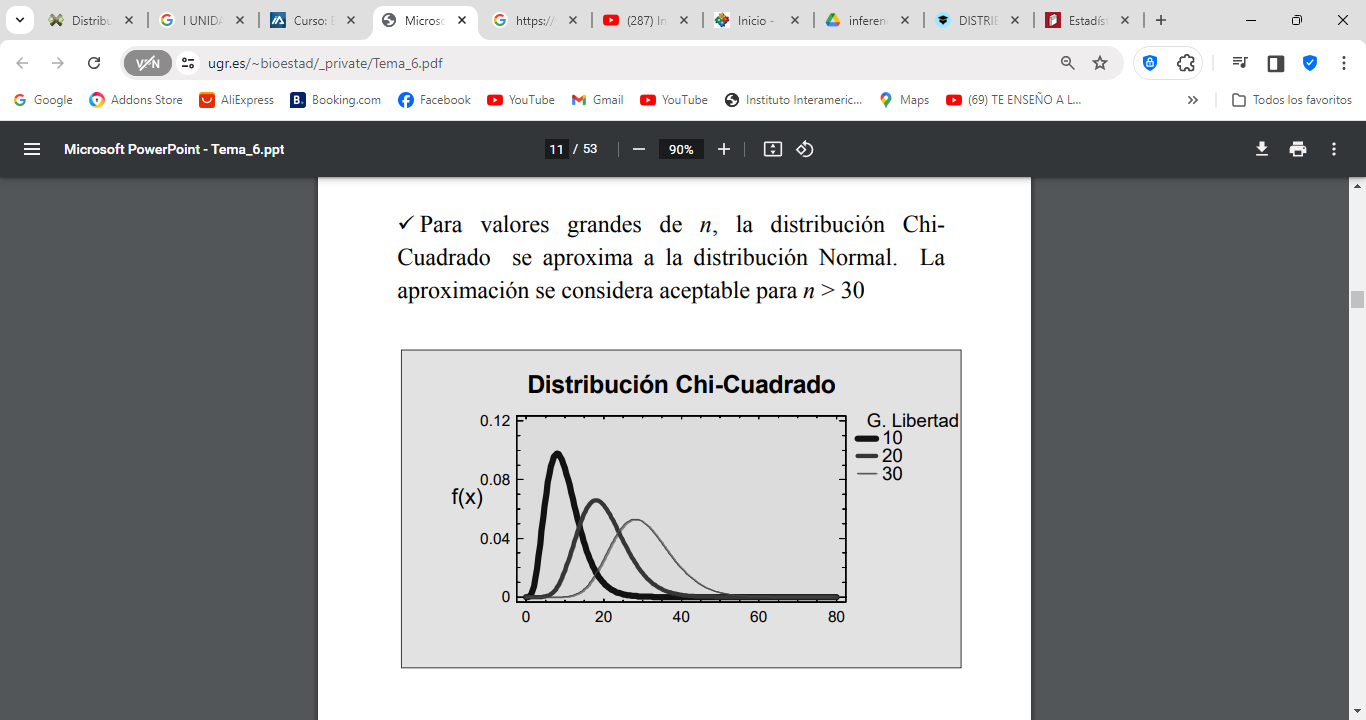 Distribu
I UNIDA
Curso: E
Microso
https://
(287) In
Inicio -
inferen
DISTRIB
Estadíst
VPN
ugr.es/~bioestad/_private/Tema_6.pdf
Google
Addons Store
AliExpress
B. Booking.com
Facebook
YouTube
Gmail
YouTube
Instituto Interameric...
Maps
(69) TE ENSEÑO A L...
Todos los favoritos
Microsoft PowerPoint - Tema_6.ppt
11 / 53
90%
✓ Para valores grandes de n, la distribución Chi-
Cuadrado se aproxima a la distribución Normal. La
aproximación se considera aceptable para n > 30
Distribución Chi-Cuadrado
G. Libertad
10
20
30
f(x)
0.12
0.08
0.04
0
0 20 40 60 80